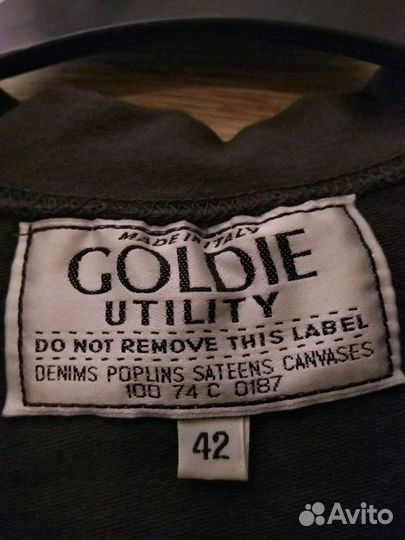 MADE IN ITALY
GOLDIE
UTILITY
DO NOT REMOVE THIS LABEL
DENIMS POPLINS SATEENS CANVASES
100 74 C 0187
42
Avito